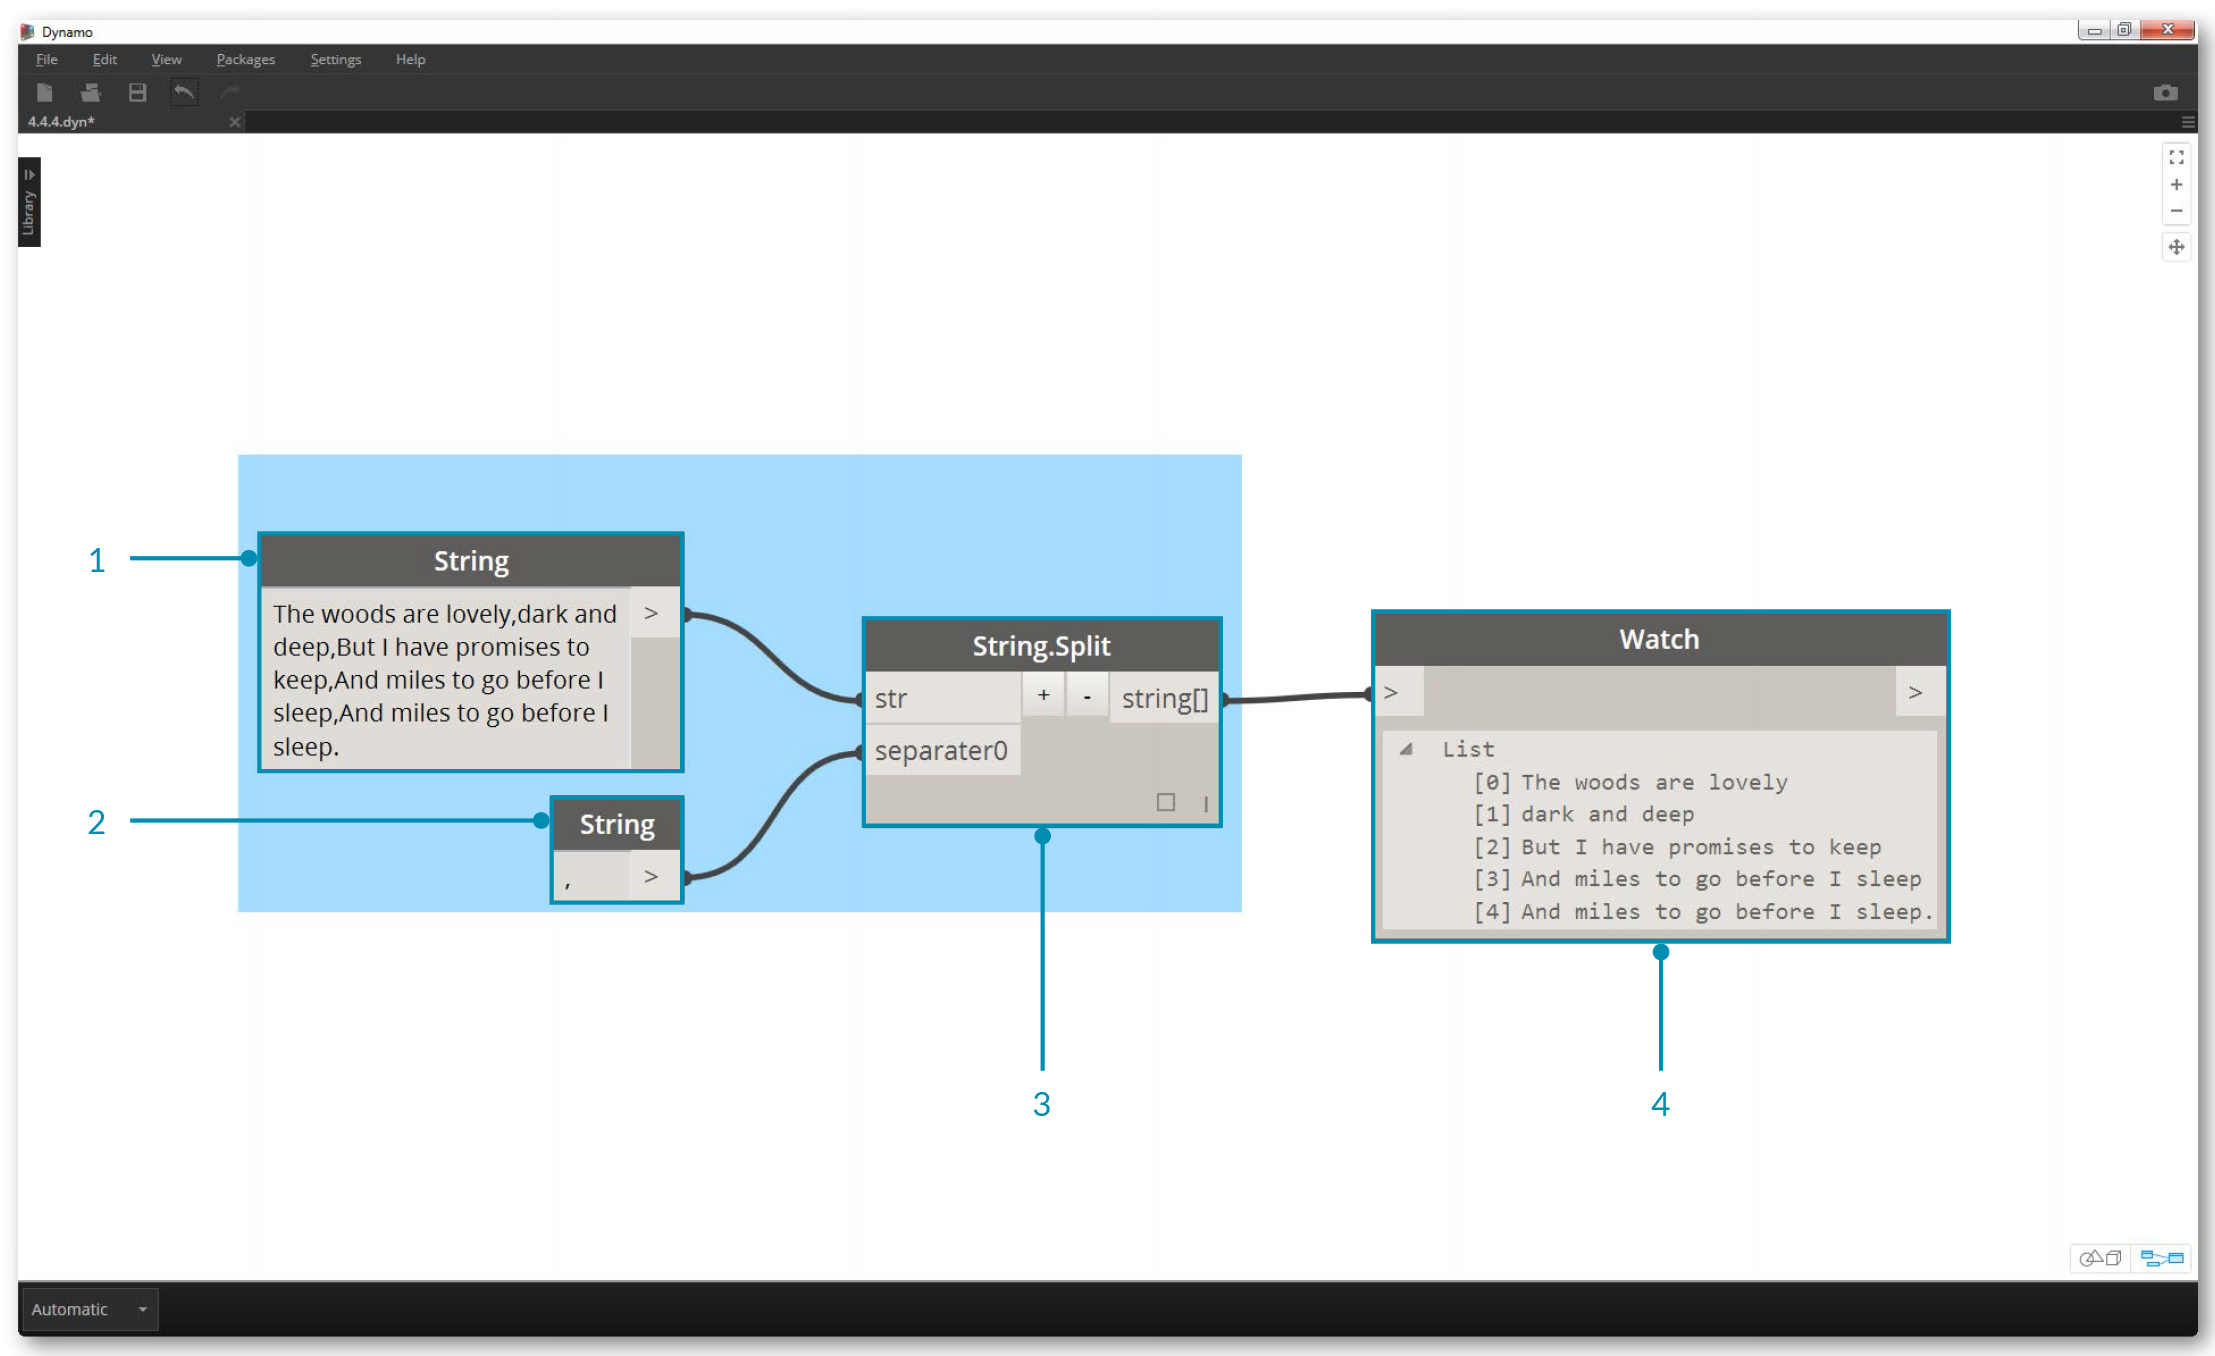 Dynamo
File Edit View Packages Settings Help
4.4.4.dyn*
Library
1
String
The woods are lovely,dark and
deep,But I have promises to
keep,And miles to go before I
sleep,And miles to go before I
sleep.
>
2
String
,
>
String.Split
str + - string[]
separater0
3
Watch
> >
List
[0] The woods are lovely
[1] dark and deep
[2] But I have promises to keep
[3] And miles to go before I sleep
[4] And miles to go before I sleep.
4
Automatic